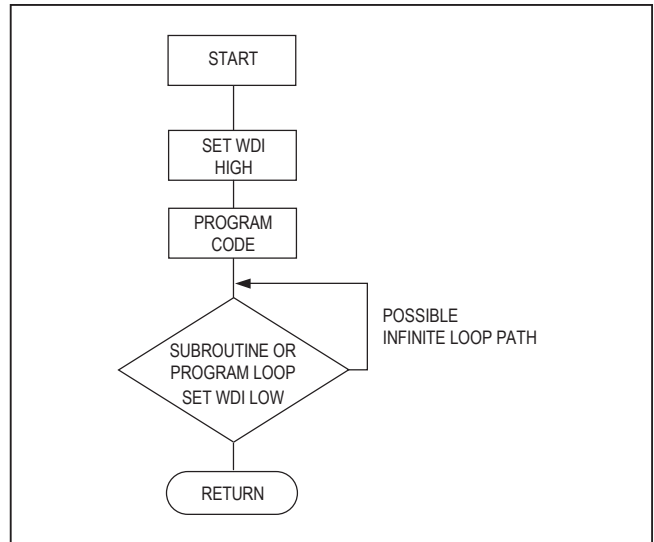 START
SET WDI
HIGH
PROGRAM
CODE
POSSIBLE
INFINITE LOOP PATH
SUBROUTINE OR
PROGRAM LOOP
SET WDI LOW
RETURN